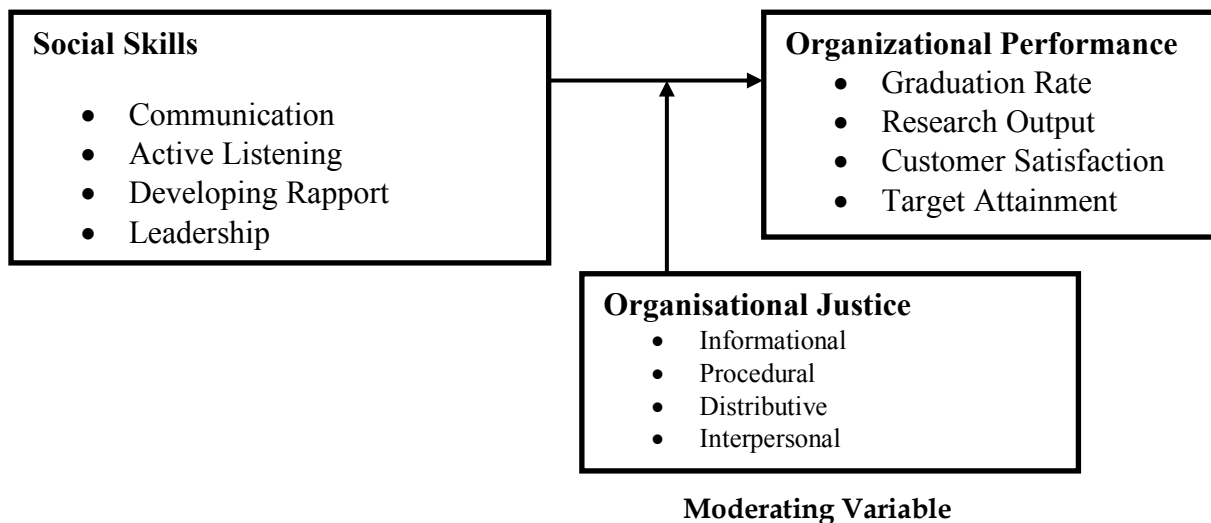 Social Skills
• Communication
• Active Listening
• Developing Rapport
• Leadership
Organizational Performance
• Graduation Rate
• Research Output
• Customer Satisfaction
• Target Attainment
Organisational Justice
• Informational
• Procedural
• Distributive
• Interpersonal
Moderating Variable